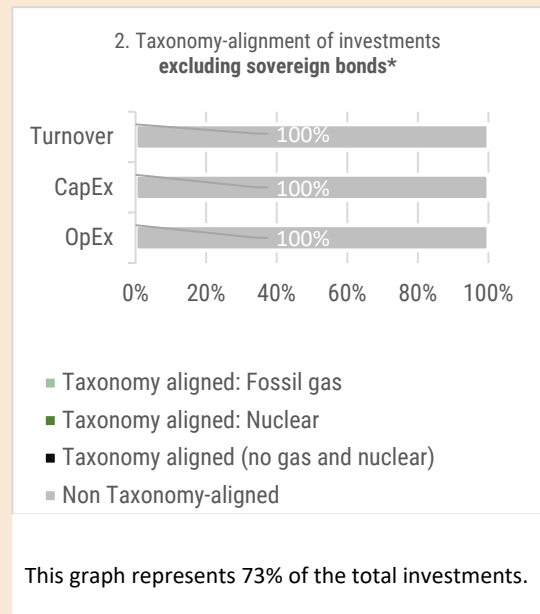 2. Taxonomy-alignment of investments
excluding sovereign bonds*
Turnover
100%
CapEx
100%
OpEx
100%
0% 20% 40% 60% 80% 100%
Taxonomy aligned: Fossil gas
Taxonomy aligned: Nuclear
Taxonomy aligned (no gas and nuclear)
Non Taxonomy-aligned
This graph represents 73% of the total investments.